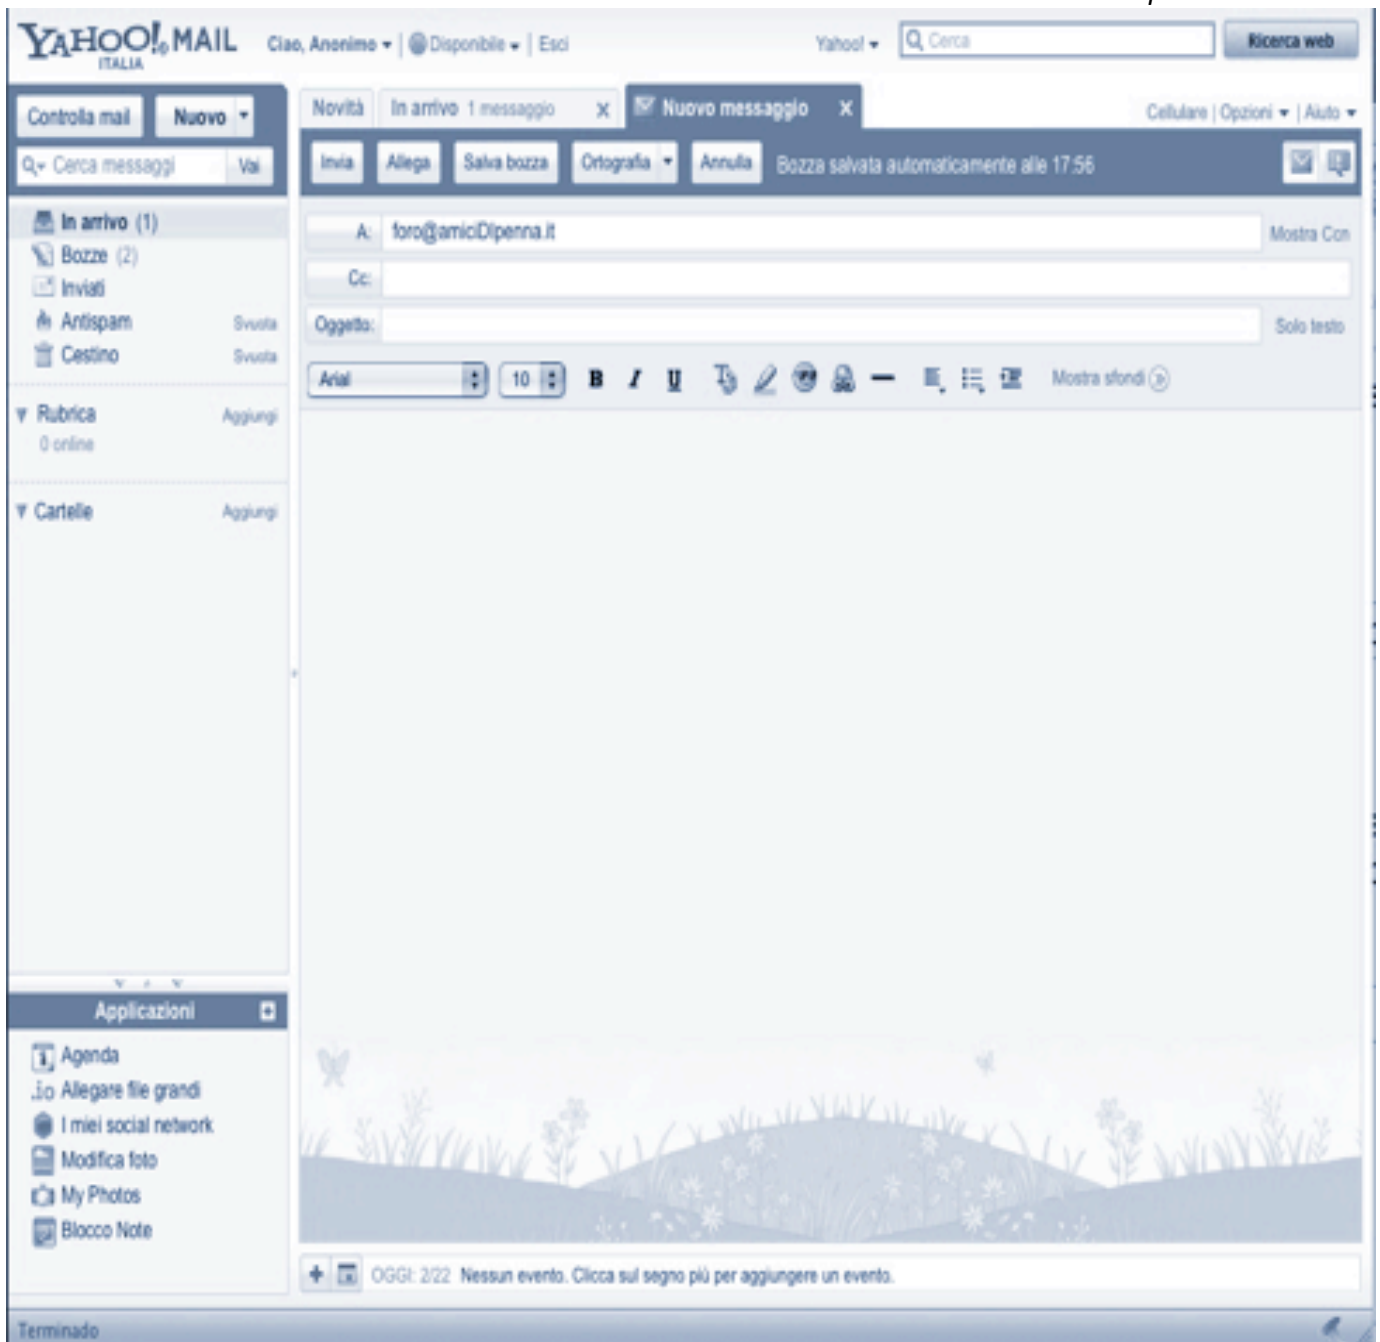 YAHOO! MAIL
ITALIA
Ciao, Anonimo | Disponibile | Esci
Yahoo!
Cerca
Ricerca web
Controlla mail
Nuovo
Cerca messaggi
Vai
Novità
In arrivo 1 messaggio X
Nuovo messaggio X
Cellulare | Opzioni | Aiuto
Invia
Allega
Salva bozza
Ortografia
Annulla
Bozza salvata automaticamente alle 17:56
In arrivo (1)
Bozze (2)
Inviati
Antispam Svuota
Cestino Svuota
Rubrica Aggiungi
0 online
Cartelle Aggiungi
A: foro@amiciDIpenna.it
Mostra Ccn
Cc:
Oggetto:
Solo testo
Arial 10 B I U
Mostra sfondi
Applicazioni
Agenda
.io Allegare file grandi
I miei social network
Modifica foto
My Photos
Blocco Note
OGGI: 2/22 Nessun evento. Clicca sul segno più per aggiungere un evento.
Terminado